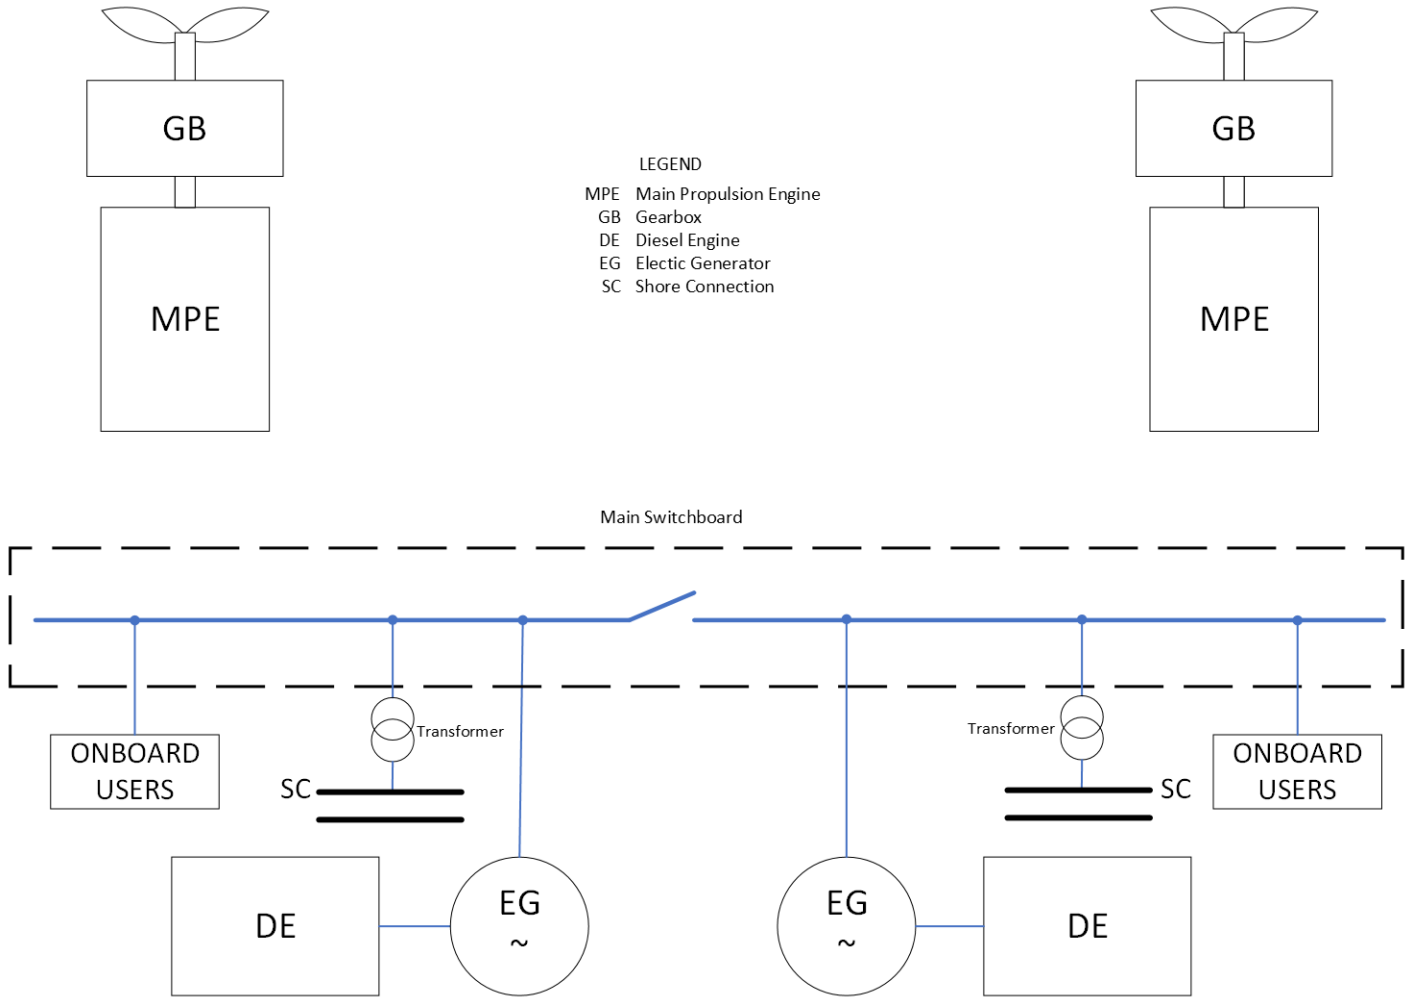 GB
GB
LEGEND
MPE Main Propulsion Engine
GB Gearbox
DE Diesel Engine
EG Electic Generator
SC Shore Connection
MPE
MPE
Main Switchboard
Transformer
Transformer
ONBOARD
USERS
SC
SC
ONBOARD
USERS
DE
EG
~
EG
~
DE